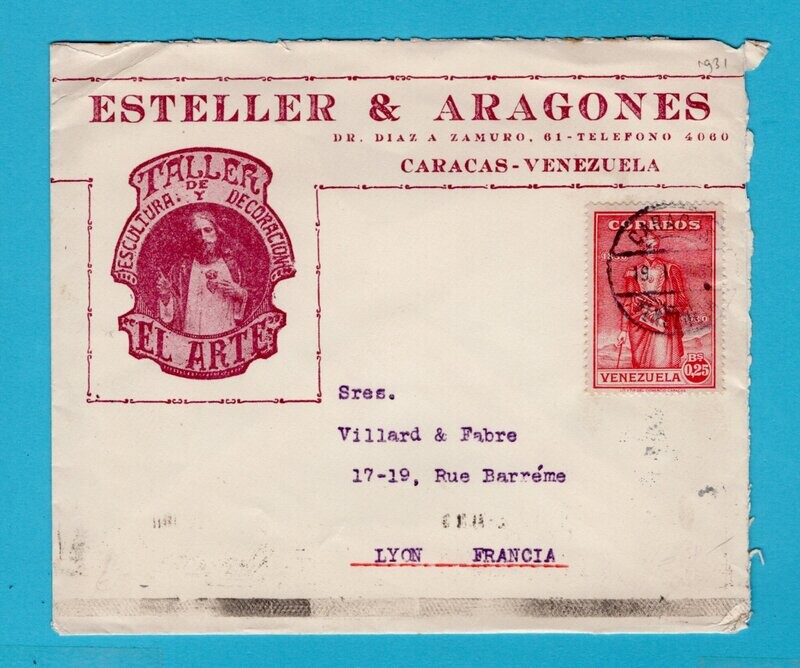 1931
ESTELLER & ARAGONES
DR. DIAZ A ZAMURO, 61 - TELEFONO 4060
CARACAS - VENEZUELA
TALLER
DE
ESCULTURA Y DECORACION
"EL ARTE"
CORREOS
Bs
0,25
VENEZUELA
19
Sres.
Villard & Fabre
17-19, Rue Barréme
LYON FRANCIA